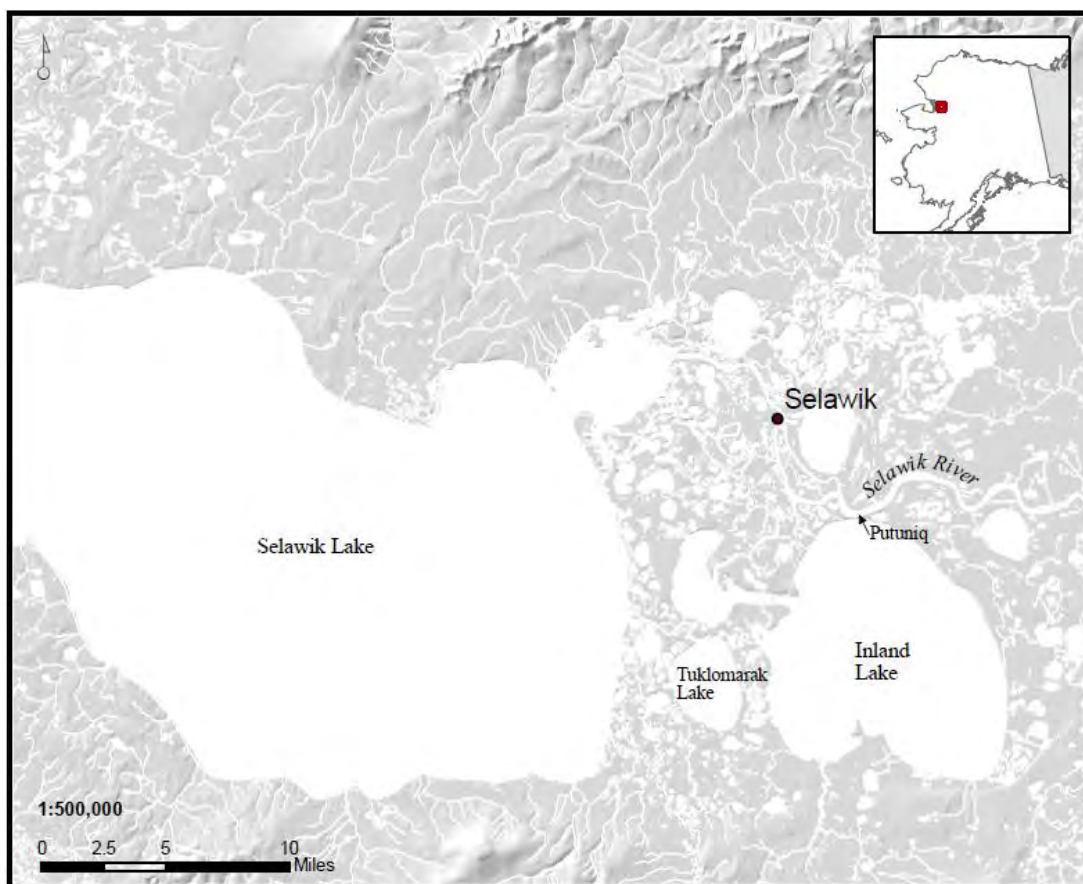 Selawik
Selawik River
Putuniq
Selawik Lake
Inland
Lake
Tuklomarak
Lake
1:500,000
0 2.5 5 10
Miles